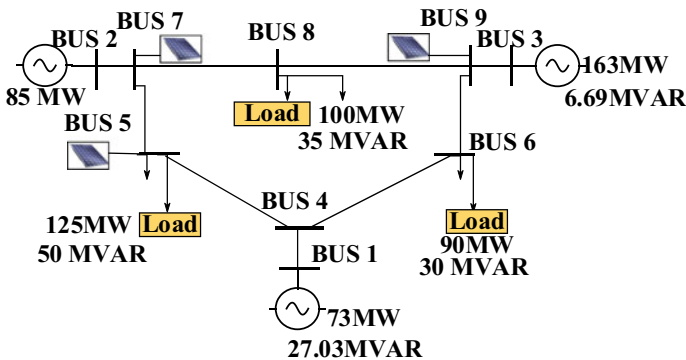 BUS 7
BUS 9
BUS 2
BUS 8
BUS 3
163MW
6.69MVAR
85 MW
Load
100MW
35 MVAR
BUS 5
BUS 6
BUS 4
125MW
Load
50 MVAR
Load
90MW
30 MVAR
BUS 1
73MW
27.03MVAR